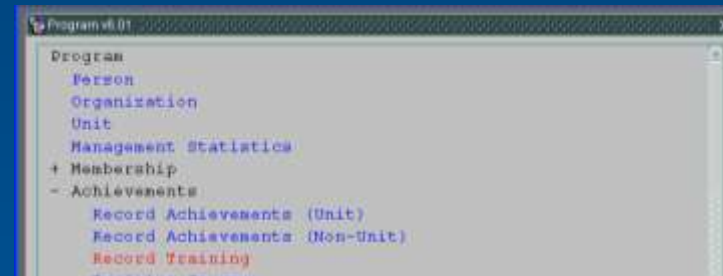 Program v6.01
Program
Person
Organization
Unit
Management Statistics
+ Membership
- Achievements
Record Achievements (Unit)
Record Achievements (Non-Unit)
Record Training